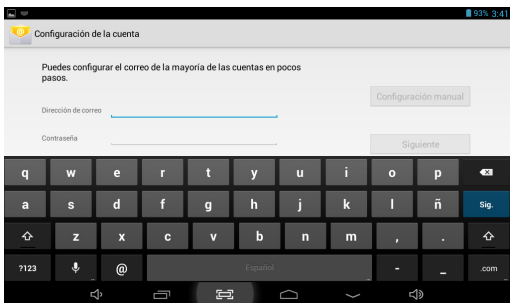 93% 3:41
Configuración de la cuenta
Puedes configurar el correo de la mayoría de las cuentas en pocos
pasos.
Configuración manual
Dirección de correo
Contraseña
Siguiente
q w e r t y u i o p
a s d f g h j k l ñ Sig.
z x c v b n m , .
?123 @ Español - _ .com